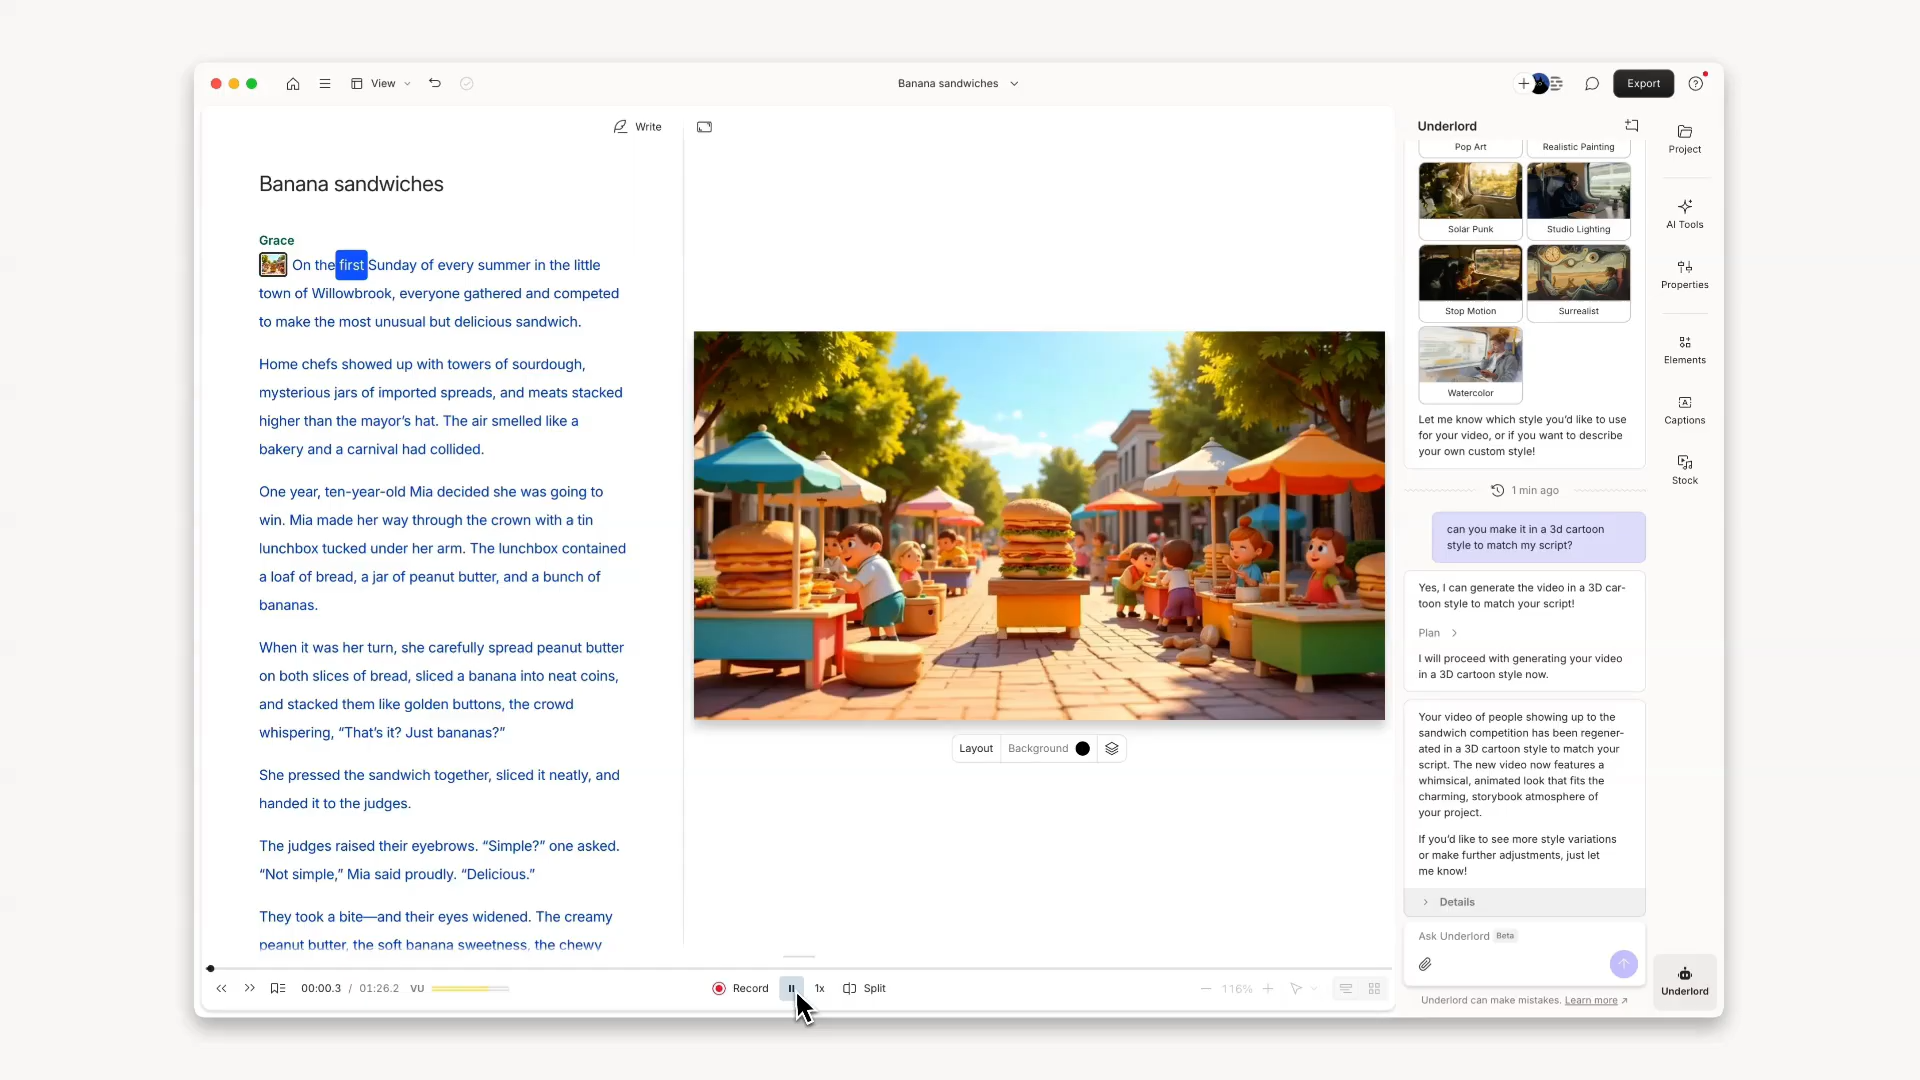 View
Banana sandwiches
Export
Write
Banana sandwiches
Grace
On the first Sunday of every summer in the little
town of Willowbrook, everyone gathered and competed
to make the most unusual but delicious sandwich.
Home chefs showed up with towers of sourdough,
mysterious jars of imported spreads, and meats stacked
higher than the mayor’s hat. The air smelled like a
bakery and a carnival had collided.
One year, ten-year-old Mia decided she was going to
win. Mia made her way through the crown with a tin
lunchbox tucked under her arm. The lunchbox contained
a loaf of bread, a jar of peanut butter, and a bunch of
bananas.
When it was her turn, she carefully spread peanut butter
on both slices of bread, sliced a banana into neat coins,
and stacked them like golden buttons, the crowd
whispering, “That’s it? Just bananas?”
She pressed the sandwich together, sliced it neatly, and
handed it to the judges.
The judges raised their eyebrows. “Simple?” one asked.
“Not simple,” Mia said proudly. “Delicious.”
They took a bite—and their eyes widened. The creamy
peanut butter, the soft banana sweetness, the chewy
Layout
Background
00:00.3 / 01:26.2
VU
Record
1x
Split
116%
Underlord
Pop Art
Realistic Painting
Solar Punk
Studio Lighting
Stop Motion
Surrealist
Watercolor
Let me know which style you’d like to use
for your video, or if you want to describe
your own custom style!
1 min ago
can you make it in a 3d cartoon
style to match my script?
Yes, I can generate the video in a 3D car-
toon style to match your script!
Plan
I will proceed with generating your video
in a 3D cartoon style now.
Your video of people showing up to the
sandwich competition has been regener-
ated in a 3D cartoon style to match your
script. The new video now features a
whimsical, animated look that fits the
charming, storybook atmosphere of
your project.
If you’d like to see more style variations
or make further adjustments, just let
me know!
Details
Ask Underlord Beta
Underlord can make mistakes. Learn more ↗
Project
AI Tools
Properties
Elements
Captions
Stock
Underlord